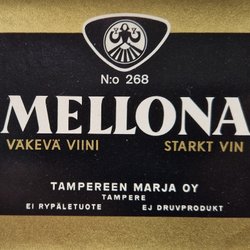 N:o 268
MELLONA
VÄKEVÄ VIINI STARKT VIN
TAMPEREEN MARJA OY
TAMPERE
EI RYPÄLETUOTE EJ DRUVPRODUKT